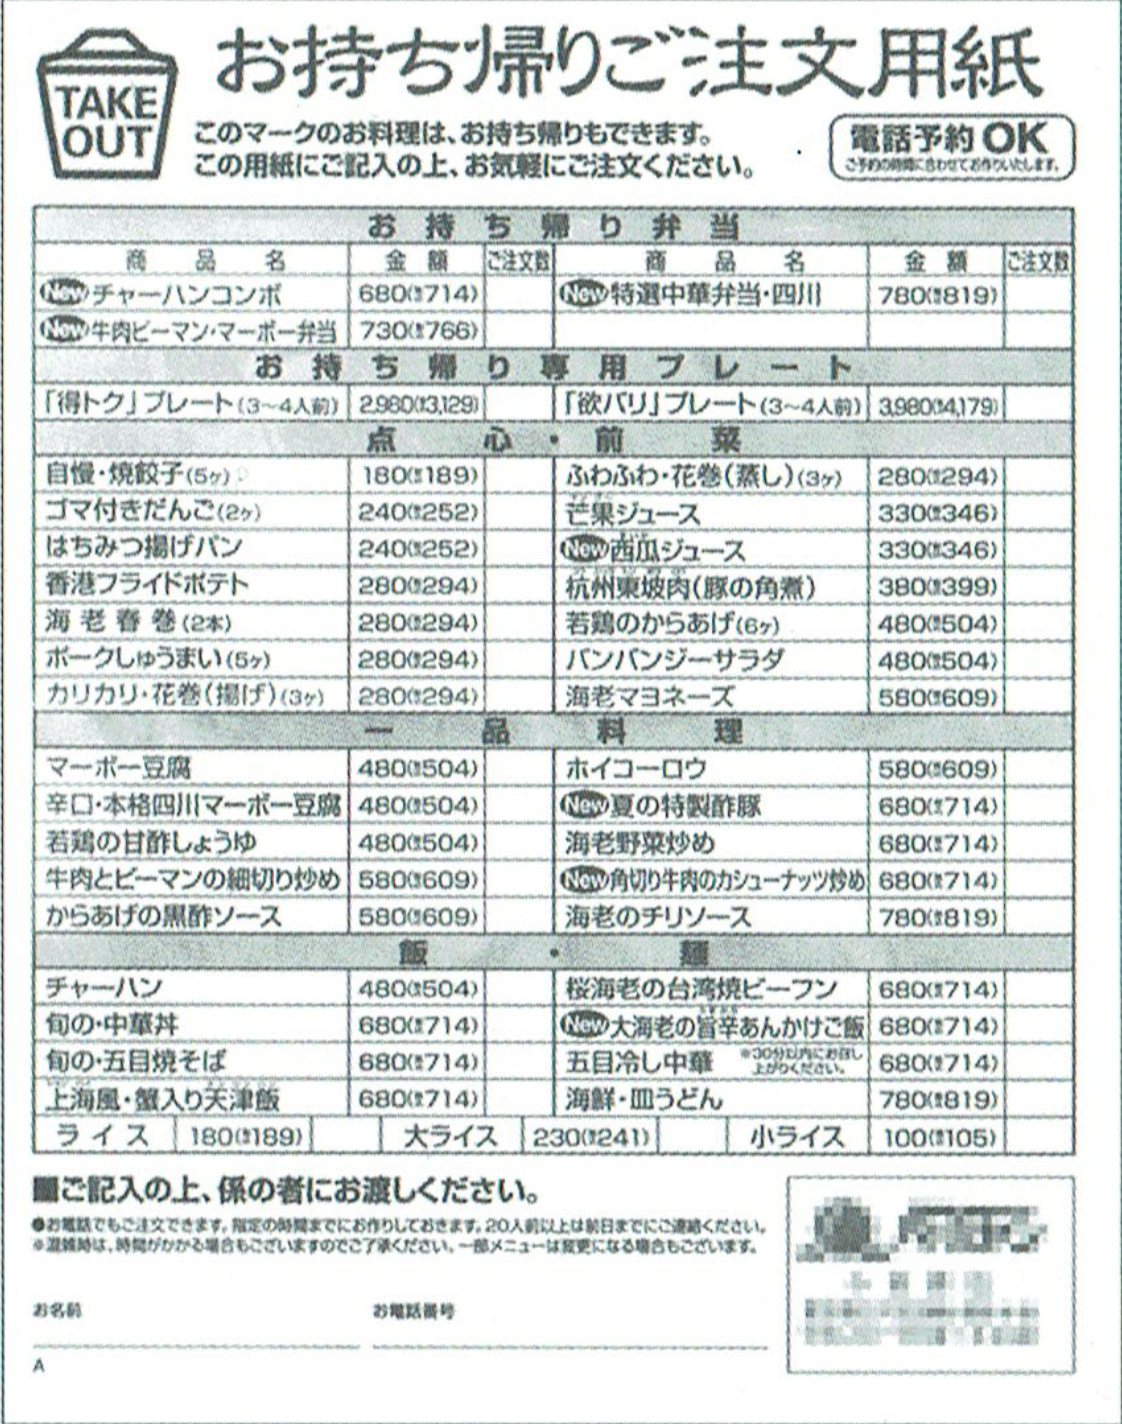 TAKE OUT
お持ち帰りご注文用紙
このマークのお料理は、お持ち帰りもできます。
この用紙にご記入の上、お気軽にご注文ください。
電話予約 OK
ご予約の時間に合わせてお作りいたします。
お持ち帰り弁当
商品名 金額 ご注文数 商品名 金額 ご注文数
New チャーハンコンボ 680(税込714) New 特選中華弁当・四川 780(税込819)
New 牛肉ピーマン・マーボー弁当 730(税込766)
お持ち帰り専用プレート
「得トク」プレート(3〜4人前) 2,980(税込3,129) 「欲バリ」プレート(3〜4人前) 3,980(税込4,179)
点心・前菜
自慢・焼餃子(5ヶ) 180(税込189) ふわふわ・花巻(蒸し)(3ヶ) 280(税込294)
ゴマ付きだんご(2ヶ) 240(税込252) 芒果ジュース 330(税込346)
はちみつ揚げパン 240(税込252) New 西瓜ジュース 330(税込346)
香港フライドポテト 280(税込294) 杭州東坡肉(豚の角煮) 380(税込399)
海老春巻(2本) 280(税込294) 若鶏のからあげ(6ヶ) 480(税込504)
ポークしゅうまい(5ヶ) 280(税込294) バンバンジーサラダ 480(税込504)
カリカリ・花巻(揚げ)(3ヶ) 280(税込294) 海老マヨネーズ 580(税込609)
一品料理
マーボー豆腐 480(税込504) ホイコーロウ 580(税込609)
辛口・本格四川マーボー豆腐 480(税込504) New 夏の特製酢豚 680(税込714)
若鶏の甘酢しょうゆ 480(税込504) 海老野菜炒め 680(税込714)
牛肉とピーマンの細切り炒め 580(税込609) New 角切り牛肉のカシューナッツ炒め 680(税込714)
からあげの黒酢ソース 580(税込609) 海老のチリソース 780(税込819)
飯・麺
チャーハン 480(税込504) 桜海老の台湾焼ビーフン 680(税込714)
旬の・中華丼 680(税込714) New 大海老の旨辛あんかけご飯 680(税込714)
旬の・五目焼そば 680(税込714) 五目冷し中華 ※30分以内にお召し上がりください。 680(税込714)
上海風・蟹入り天津飯 680(税込714) 海鮮・皿うどん 780(税込819)
ライス 180(税込189) 大ライス 230(税込241) 小ライス 100(税込105)
■ご記入の上、係の者にお渡しください。
●お電話でもご注文できます。指定の時間までにお作りしておきます。20人前以上は前日までにご連絡ください。
※混雑時は、時間がかかる場合もございますのでご了承ください。一部メニューは変更になる場合もございます。
お名前 お電話番号
A